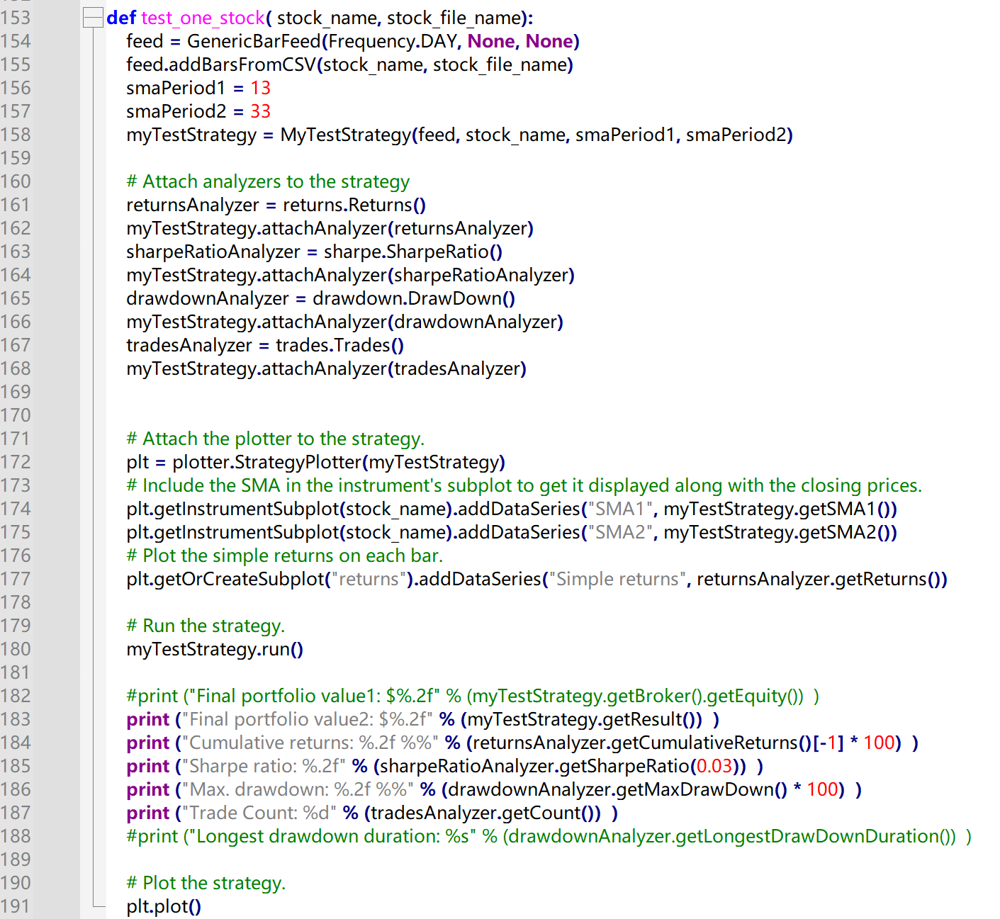 153 def test_one_stock( stock_name, stock_file_name):
154 feed = GenericBarFeed(Frequency.DAY, None, None)
155 feed.addBarsFromCSV(stock_name, stock_file_name)
156 smaPeriod1 = 13
157 smaPeriod2 = 33
158 myTestStrategy = MyTestStrategy(feed, stock_name, smaPeriod1, smaPeriod2)
159
160 # Attach analyzers to the strategy
161 returnsAnalyzer = returns.Returns()
162 myTestStrategy.attachAnalyzer(returnsAnalyzer)
163 sharpeRatioAnalyzer = sharpe.SharpeRatio()
164 myTestStrategy.attachAnalyzer(sharpeRatioAnalyzer)
165 drawdownAnalyzer = drawdown.DrawDown()
166 myTestStrategy.attachAnalyzer(drawdownAnalyzer)
167 tradesAnalyzer = trades.Trades()
168 myTestStrategy.attachAnalyzer(tradesAnalyzer)
169
170
171 # Attach the plotter to the strategy.
172 plt = plotter.StrategyPlotter(myTestStrategy)
173 # Include the SMA in the instrument's subplot to get it displayed along with the closing prices.
174 plt.getInstrumentSubplot(stock_name).addDataSeries("SMA1", myTestStrategy.getSMA1())
175 plt.getInstrumentSubplot(stock_name).addDataSeries("SMA2", myTestStrategy.getSMA2())
176 # Plot the simple returns on each bar.
177 plt.getOrCreateSubplot("returns").addDataSeries("Simple returns", returnsAnalyzer.getReturns())
178
179 # Run the strategy.
180 myTestStrategy.run()
181
182 #print ("Final portfolio value1: $%.2f" % (myTestStrategy.getBroker().getEquity()) )
183 print ("Final portfolio value2: $%.2f" % (myTestStrategy.getResult()) )
184 print ("Cumulative returns: %.2f %%" % (returnsAnalyzer.getCumulativeReturns()[-1] * 100) )
185 print ("Sharpe ratio: %.2f" % (sharpeRatioAnalyzer.getSharpeRatio(0.03)) )
186 print ("Max. drawdown: %.2f %%" % (drawdownAnalyzer.getMaxDrawDown() * 100) )
187 print ("Trade Count: %d" % (tradesAnalyzer.getCount()) )
188 #print ("Longest drawdown duration: %s" % (drawdownAnalyzer.getLongestDrawDownDuration()) )
189
190 # Plot the strategy.
191 plt.plot()